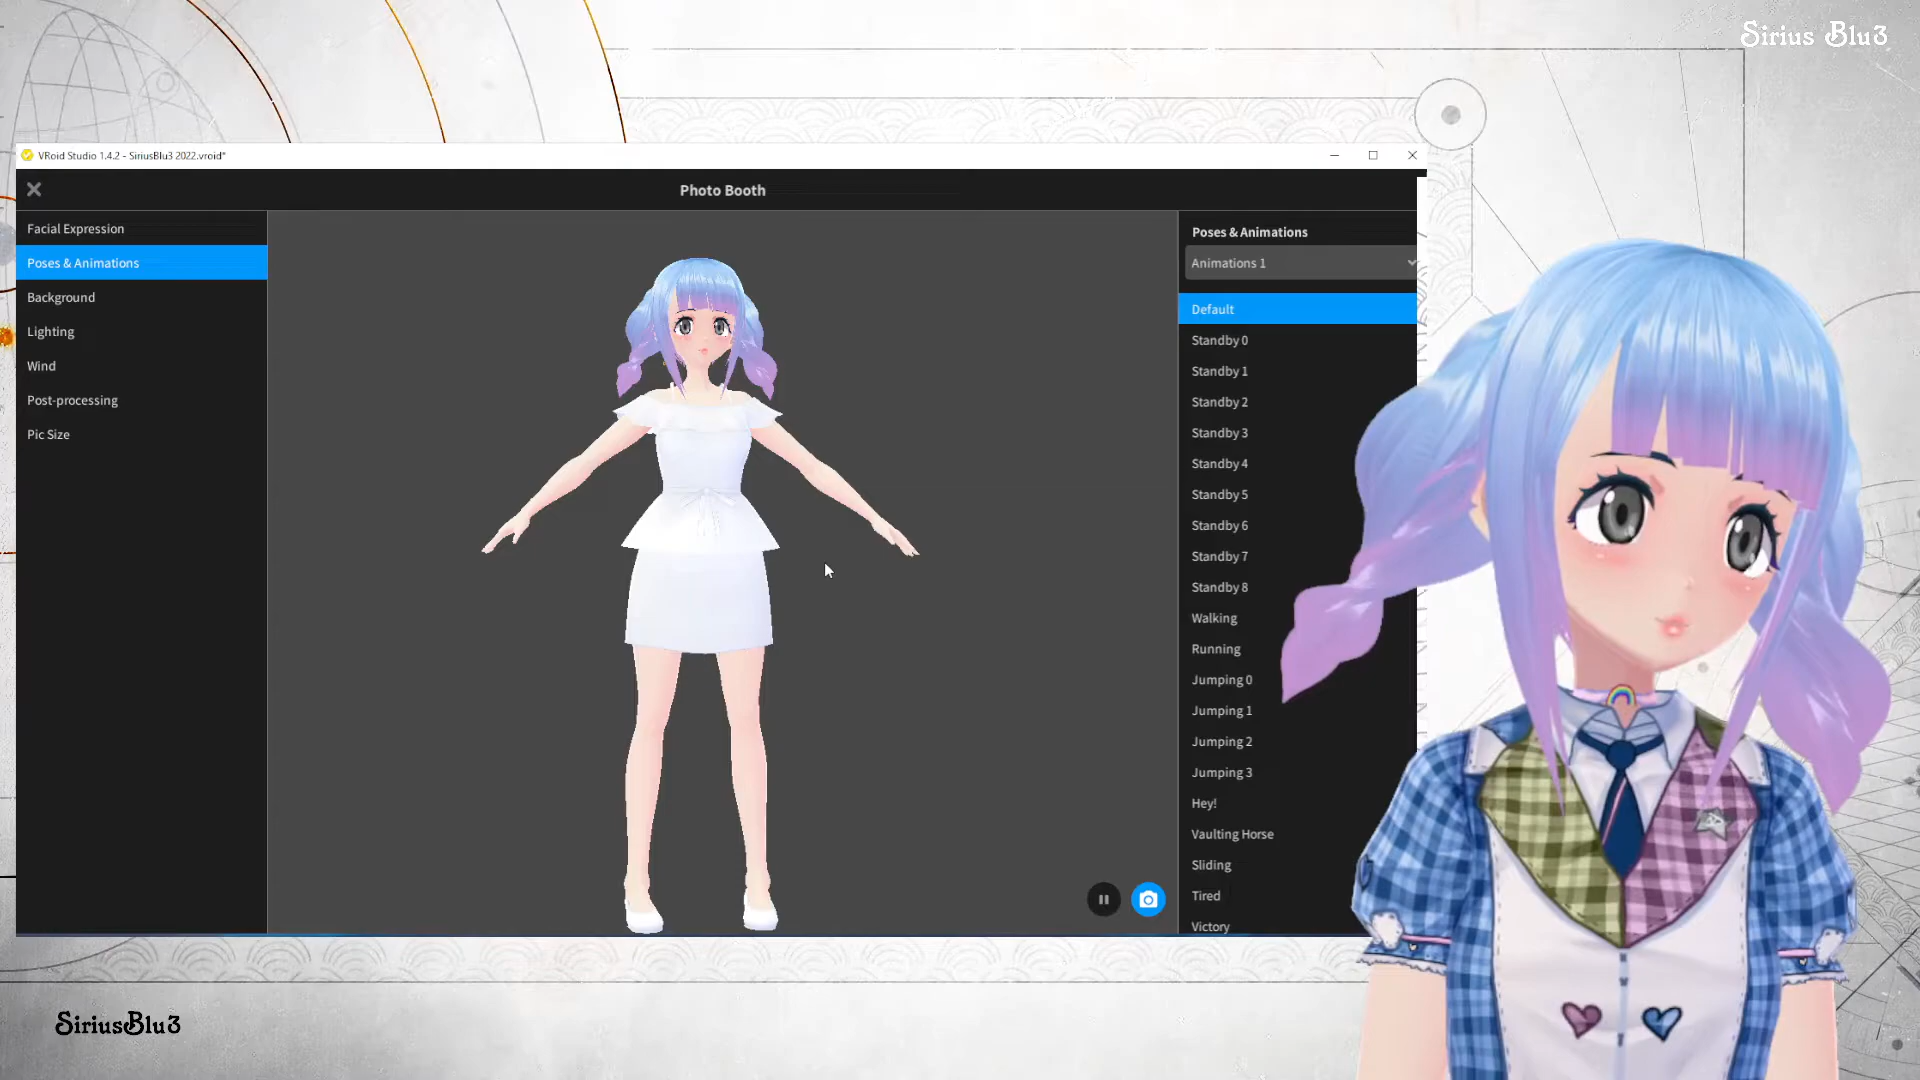 Sirius Blu3
VRoid Studio 1.4.2 - SiriusBlu3 2022.vroid*
Photo Booth
Facial Expression
Poses & Animations
Background
Lighting
Wind
Post-processing
Pic Size
Poses & Animations
Animations 1
Default
Standby 0
Standby 1
Standby 2
Standby 3
Standby 4
Standby 5
Standby 6
Standby 7
Standby 8
Walking
Running
Jumping 0
Jumping 1
Jumping 2
Jumping 3
Hey!
Vaulting Horse
Sliding
Tired
Victory
SiriusBlu3